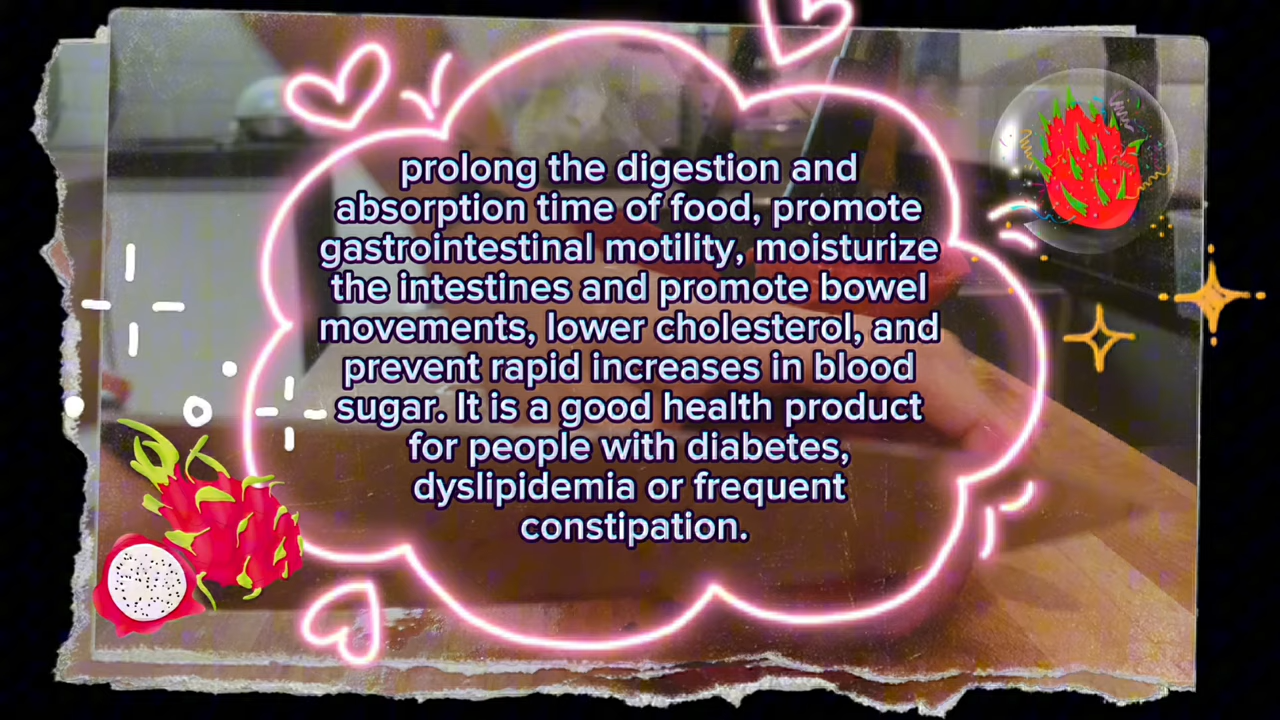 prolong the digestion and
absorption time of food, promote
gastrointestinal motility, moisturize
the intestines and promote bowel
movements, lower cholesterol, and
prevent rapid increases in blood
sugar. It is a good health product
for people with diabetes,
dyslipidemia or frequent
constipation.